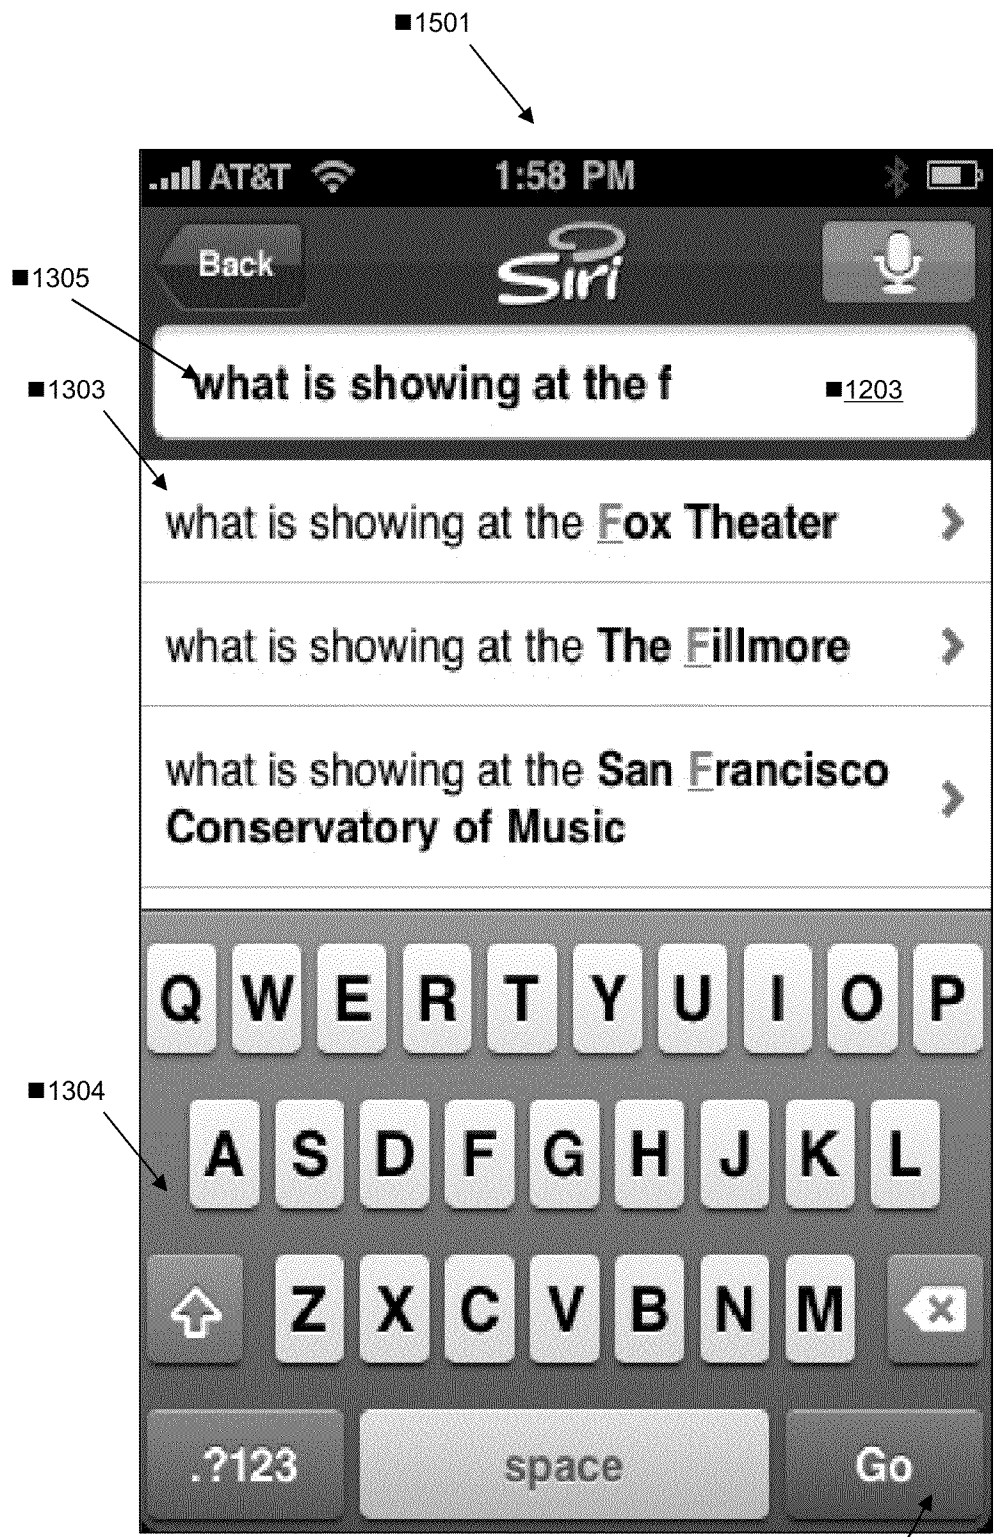 ■1501
AT&T 1:58 PM
Back Siri
■1305
what is showing at the f ■1203
■1303
what is showing at the Fox Theater
what is showing at the The Fillmore
what is showing at the San Francisco
Conservatory of Music
Q W E R T Y U I O P
■1304
A S D F G H J K L
Z X C V B N M
.?123 space Go